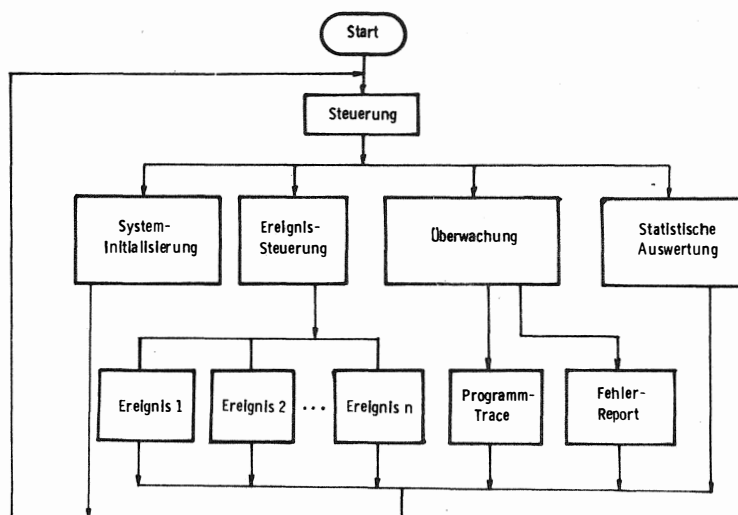 Start
Steuerung
System-
Initialisierung
Ereignis-
Steuerung
Überwachung
Statistische
Auswertung
Ereignis 1
Ereignis 2
...
Ereignis n
Programm-
Trace
Fehler-
Report